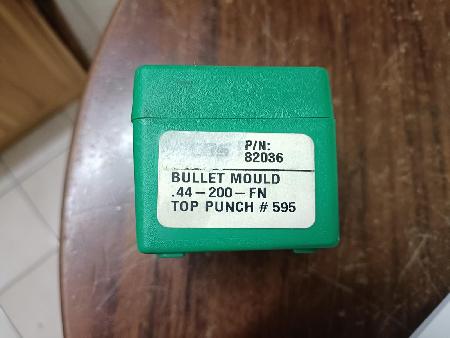 P/N:
82036
BULLET MOULD
.44-200-FN
TOP PUNCH # 595